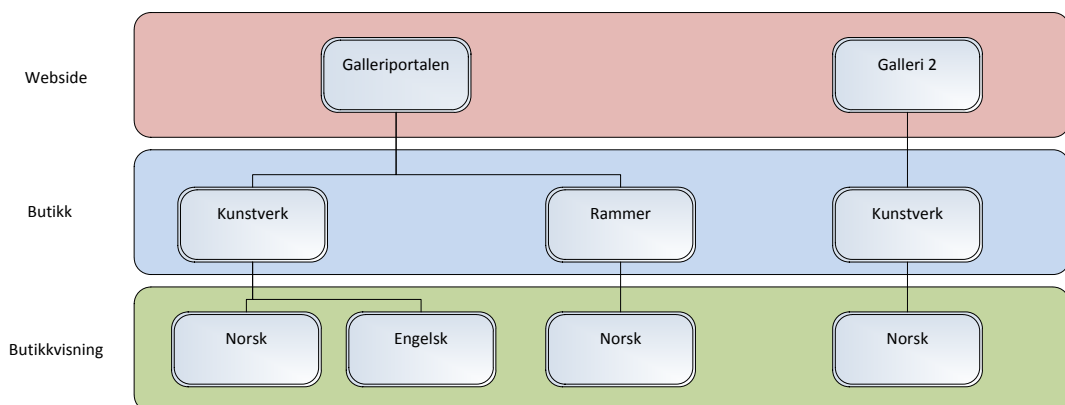 Webside
Galleriportalen
Galleri 2
Butikk
Kunstverk
Rammer
Kunstverk
Butikkvisning
Norsk
Engelsk
Norsk
Norsk